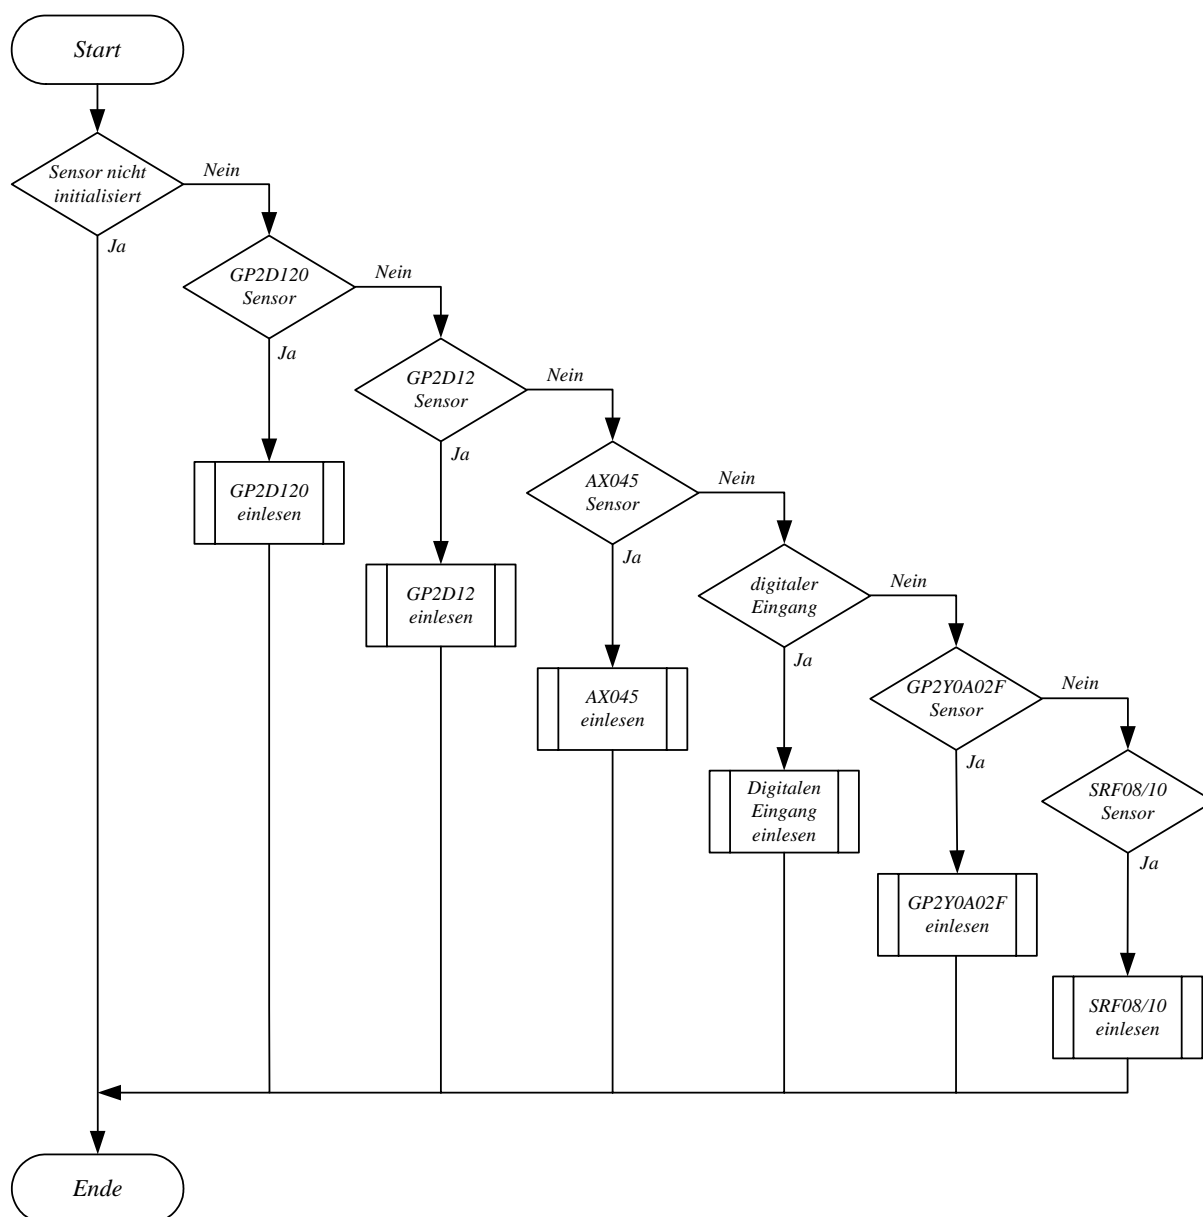 Start
Sensor nicht
initialisiert
Nein
Ja
GP2D120
Sensor
Nein
Ja
GP2D12
Sensor
Nein
Ja
GP2D120
einlesen
AX045
Sensor
Nein
Ja
GP2D12
einlesen
digitaler
Eingang
Nein
Ja
AX045
einlesen
GP2Y0A02F
Sensor
Nein
Ja
Digitalen
Eingang
einlesen
SRF08/10
Sensor
Ja
GP2Y0A02F
einlesen
SRF08/10
einlesen
Ende